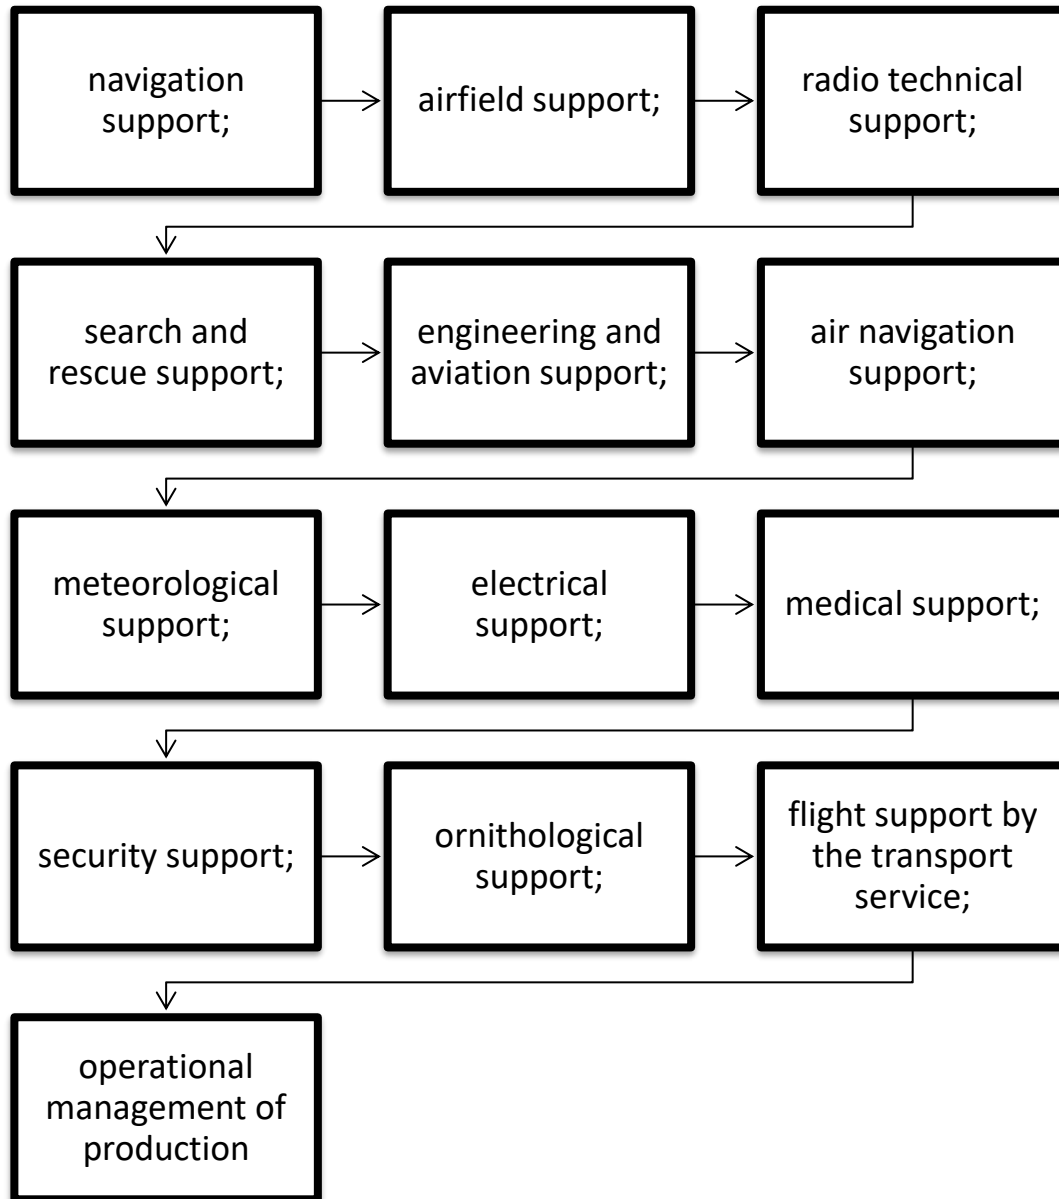 navigation
support;
airfield support;
radio technical
support;
search and
rescue support;
engineering and
aviation support;
air navigation
support;
meteorological
support;
electrical
support;
medical support;
security support;
ornithological
support;
flight support by
the transport
service;
operational
management of
production